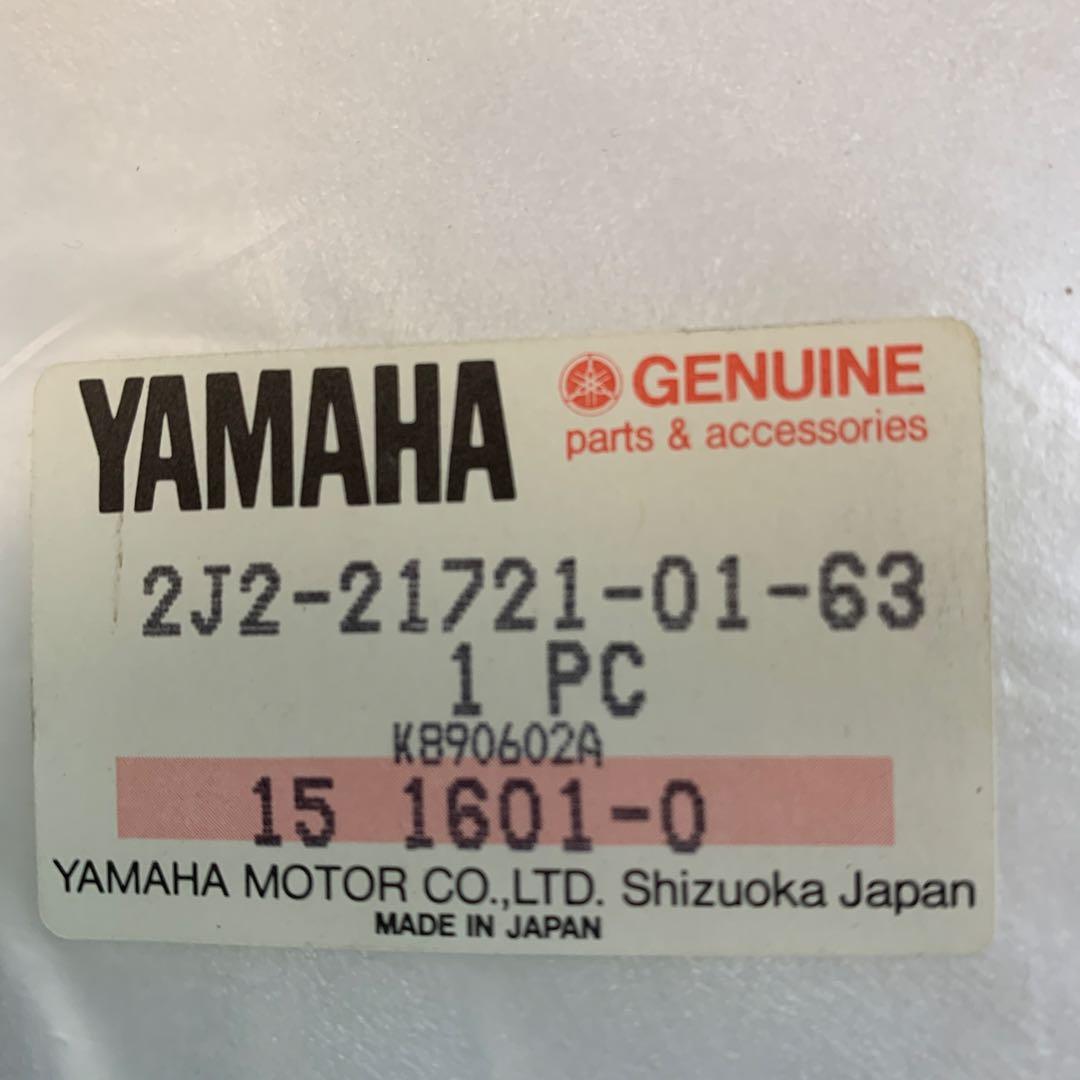 YAMAHA GENUINE
parts & accessories
2J2-21721-01-63
1 PC
K890602A
15 1601-0
YAMAHA MOTOR CO.,LTD. Shizuoka Japan
MADE IN JAPAN